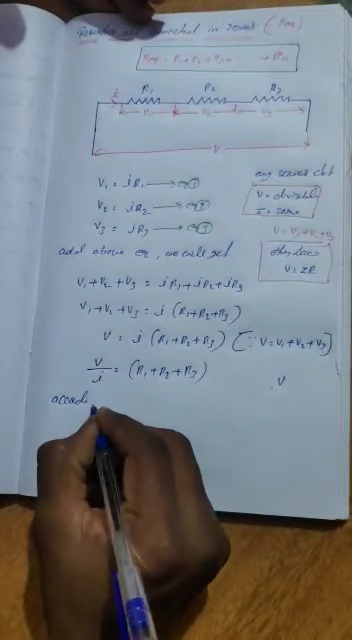 Resistors are connected in series (Req)
Req = R1+R2+R3+ ... + Rn
R1 R2 R3
i
V1 V2 V3
V
V1 = iR1 → ①
V2 = iR2 → ②
V3 = iR3 → ③
any series ckt
V = divisible
I = same
V = V1+V2+V3
ohm laws
V = IR
add above eq, we will get
V1+V2+V3 = iR1+iR2+iR3
V1+V2+V3 = i (R1+R2+R3)
V = i (R1+R2+R3) [∵ V=V1+V2+V3]
V/i = (R1+R2+R3)
V
accod